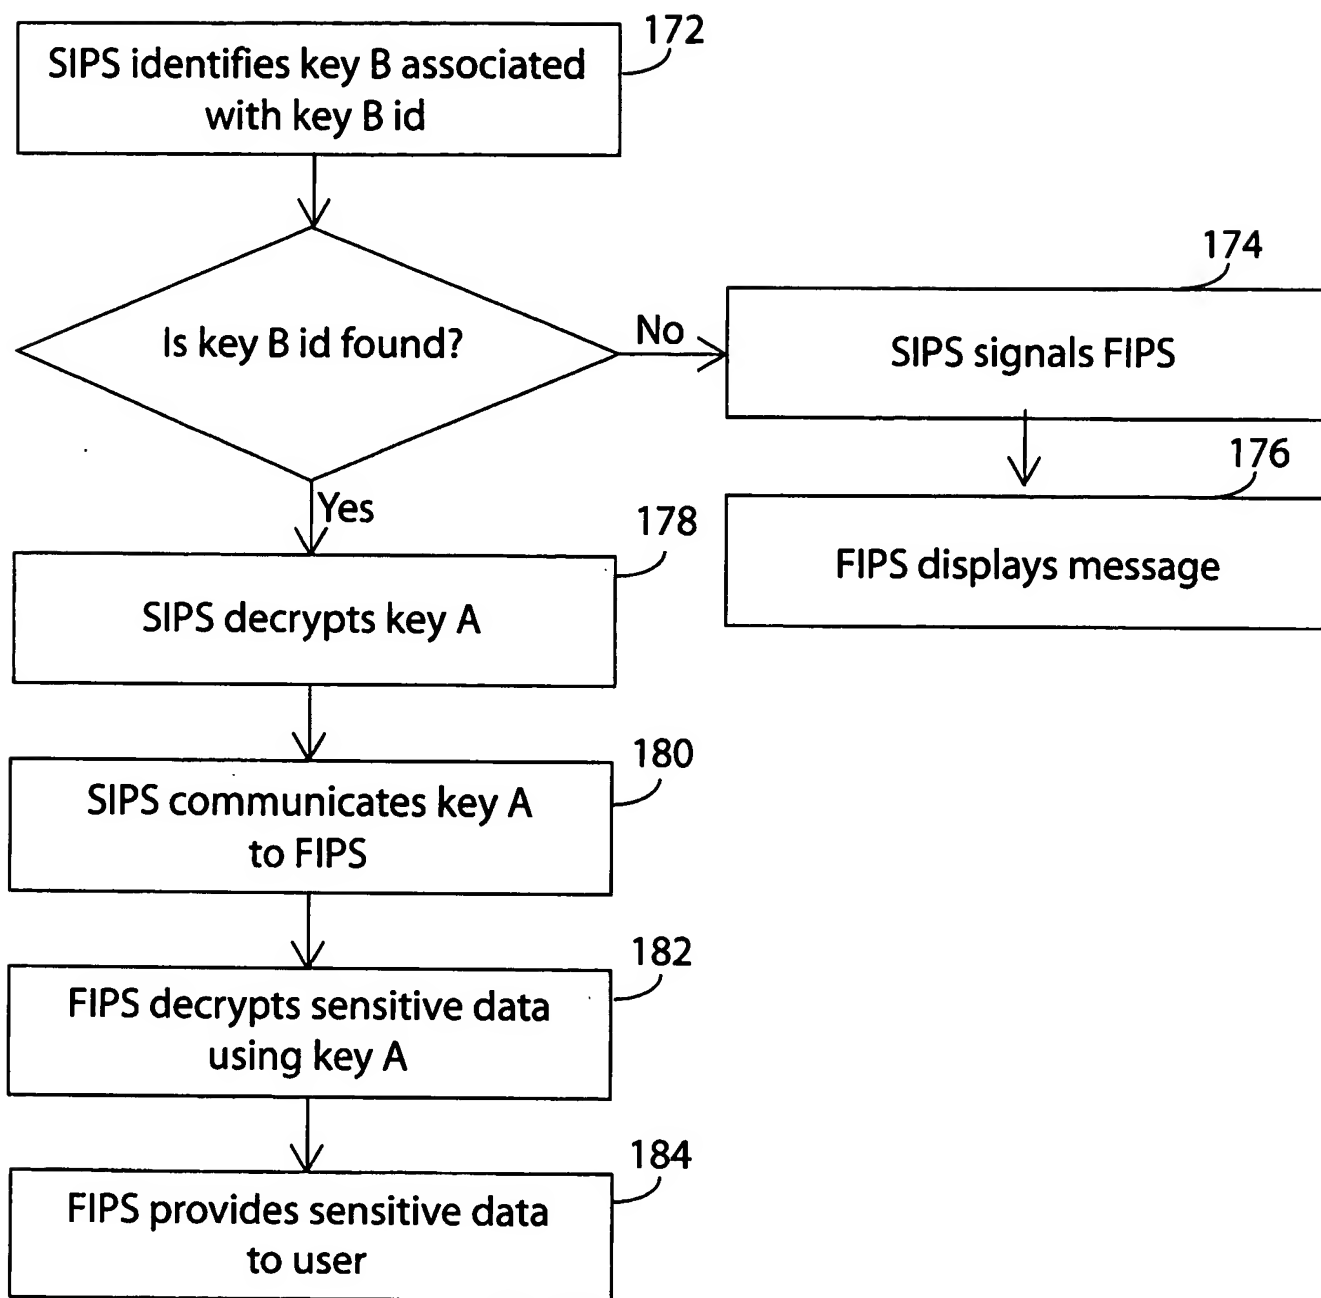 172
SIPS identifies key B associated
with key B id
Is key B id found?
No
174
SIPS signals FIPS
176
FIPS displays message
Yes
178
SIPS decrypts key A
180
SIPS communicates key A
to FIPS
182
FIPS decrypts sensitive data
using key A
184
FIPS provides sensitive data
to user